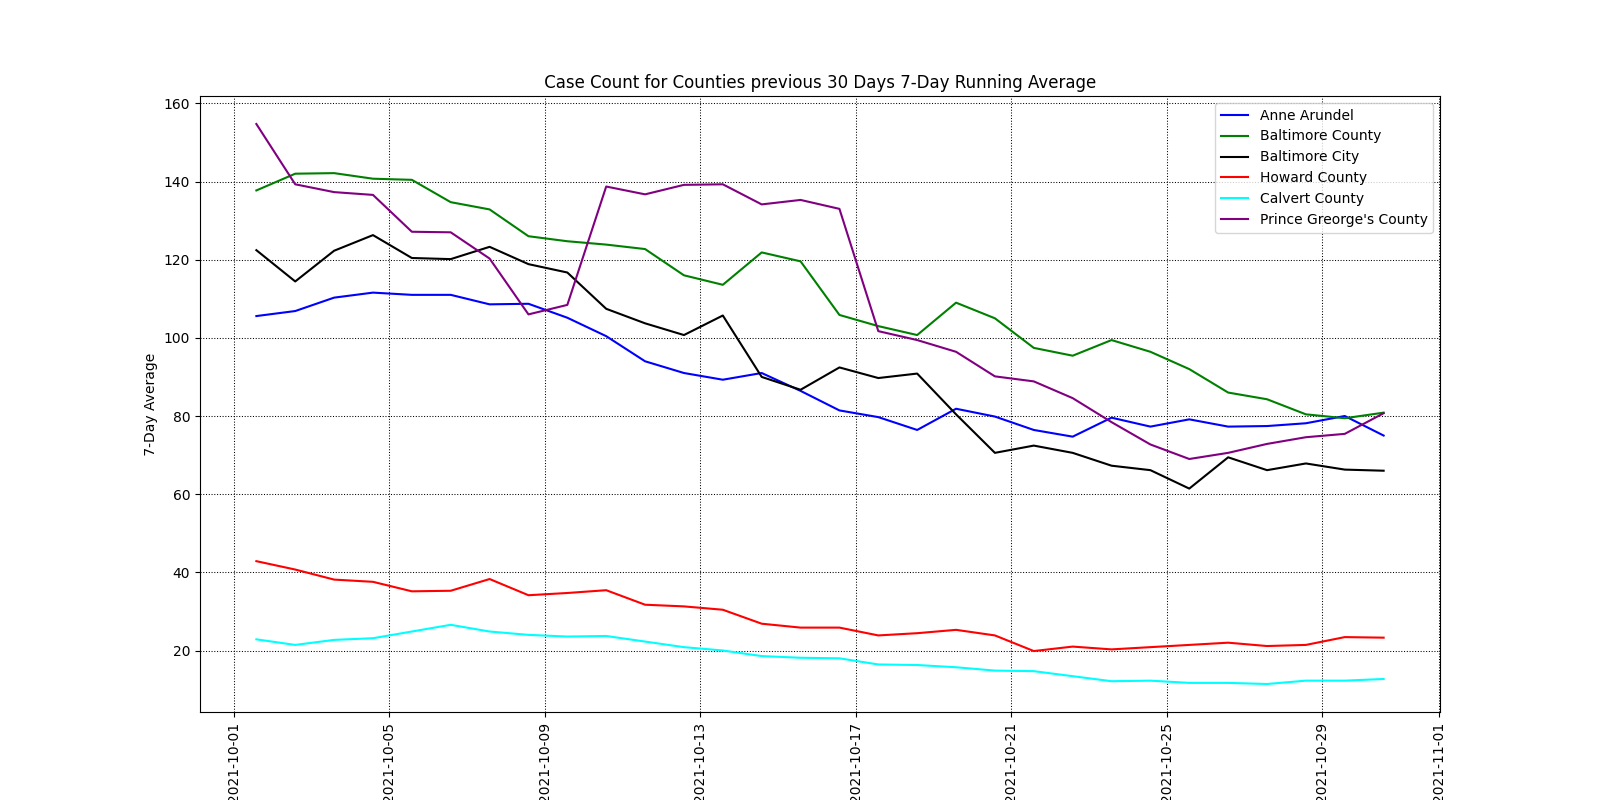 Case Count for Counties previous 30 Days 7-Day Running Average
160
140
120
100
80
60
40
20
7-Day Average
Anne Arundel
Baltimore County
Baltimore City
Howard County
Calvert County
Prince Greorge's County
2021-10-01
2021-10-05
2021-10-09
2021-10-13
2021-10-17
2021-10-21
2021-10-25
2021-10-29
2021-11-01